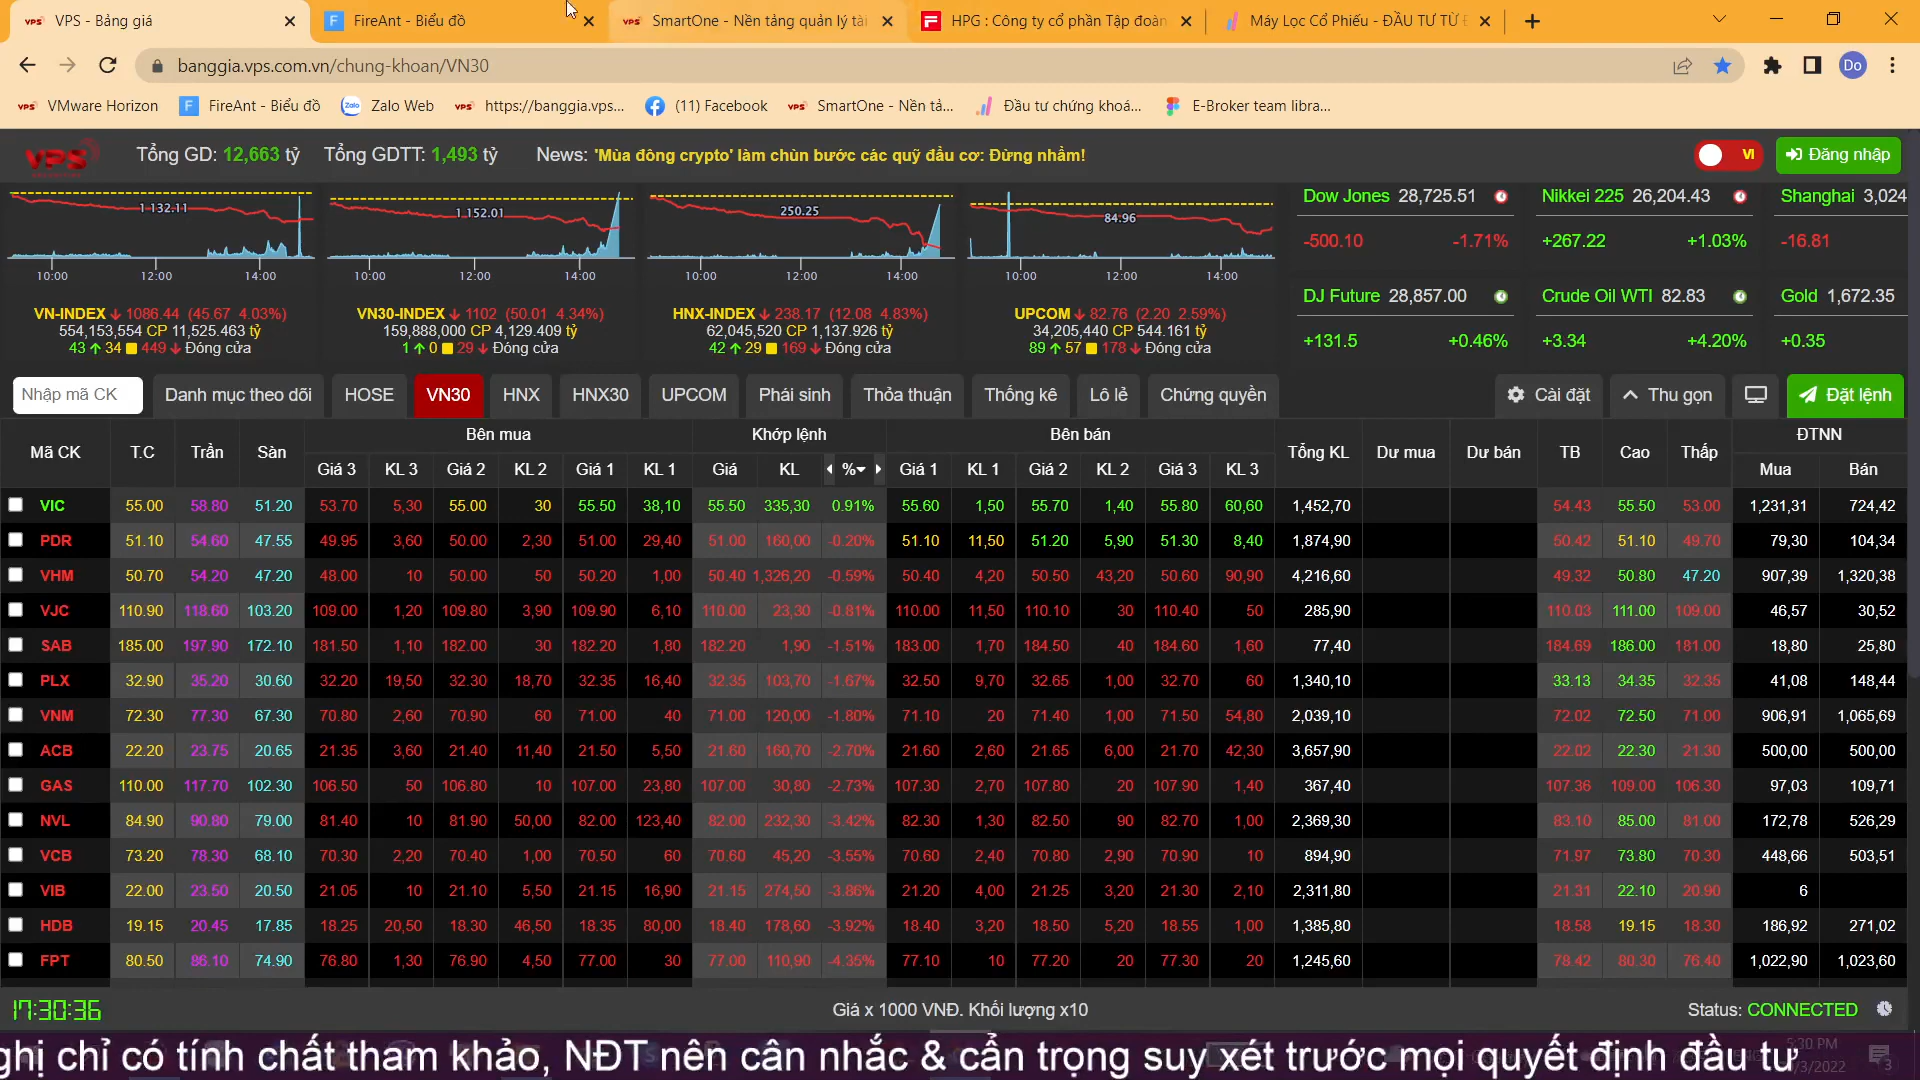 VPS - Bảng giá
FireAnt - Biểu đồ
SmartOne - Nền tảng quản lý tài
HPG : Công ty cổ phần Tập đoàn
Máy Lọc Cổ Phiếu - ĐẦU TƯ TỪ
banggia.vps.com.vn/chung-khoan/VN30
Do
VMware Horizon
FireAnt - Biểu đồ
Zalo Web
https://banggia.vps...
(11) Facebook
SmartOne - Nền tả...
Đầu tư chứng khoá...
E-Broker team libra...
VPS
Tổng GD: 12,663 tỷ
Tổng GDTT: 1,493 tỷ
News: 'Mùa đông crypto' làm chùn bước các quỹ đầu cơ: Đừng nhầm!
VI
Đăng nhập
1 132.11
10:00 12:00 14:00
VN-INDEX 1086.44 (45.67 4.03%)
554,153,554 CP 11,525.463 tỷ
43 34 449 Đóng cửa
1 152.01
10:00 12:00 14:00
VN30-INDEX 1102 (50.01 4.34%)
159,888,000 CP 4,129.409 tỷ
1 0 29 Đóng cửa
250.25
10:00 12:00 14:00
HNX-INDEX 238.17 (12.08 4.83%)
62,045,520 CP 1,137.926 tỷ
42 29 169 Đóng cửa
84.96
10:00 12:00 14:00
UPCOM 82.76 (2.20 2.59%)
34,205,440 CP 544.161 tỷ
89 57 178 Đóng cửa
Dow Jones 28,725.51
-500.10 -1.71%
Nikkei 225 26,204.43
+267.22 +1.03%
Shanghai 3,024
-16.81
DJ Future 28,857.00
+131.5 +0.46%
Crude Oil WTI 82.83
+3.34 +4.20%
Gold 1,672.35
+0.35
Nhập mã CK
Danh mục theo dõi HOSE VN30 HNX HNX30 UPCOM Phái sinh Thỏa thuận Thống kê Lô lẻ Chứng quyền
Cài đặt Thu gọn Đặt lệnh
Mã CK T.C Trần Sàn Bên mua Khớp lệnh Bên bán Tổng KL Dư mua Dư bán TB Cao Thấp ĐTNN
Giá 3 KL 3 Giá 2 KL 2 Giá 1 KL 1 Giá KL % Giá 1 KL 1 Giá 2 KL 2 Giá 3 KL 3 Mua Bán
VIC 55.00 58.80 51.20 53.70 5,30 55.00 30 55.50 38,10 55.50 335,30 0.91% 55.60 1,50 55.70 1,40 55.80 60,60 1,452,70 54.43 55.50 53.00 1,231,31 724,42
PDR 51.10 54.60 47.55 49.95 3,60 50.00 2,30 51.00 29,40 51.00 160,00 -0.20% 51.10 11,50 51.20 5,90 51.30 8,40 1,874,90 50.42 51.10 49.70 79,30 104,34
VHM 50.70 54.20 47.20 48.00 10 50.00 50 50.20 1,00 50.40 1,326,20 -0.59% 50.40 4,20 50.50 43,20 50.60 90,90 4,216,60 49.32 50.80 47.20 907,39 1,320,38
VJC 110.90 118.60 103.20 109.00 1,20 109.80 3,90 109.90 6,10 110.00 23,30 -0.81% 110.00 11,50 110.10 30 110.40 50 285,90 110.03 111.00 109.00 46,57 30,52
SAB 185.00 197.90 172.10 181.50 1,10 182.00 30 182.20 1,80 182.20 1,90 -1.51% 183.00 1,70 184.50 40 184.60 1,60 77,40 184.69 186.00 181.00 18,80 25,80
PLX 32.90 35.20 30.60 32.20 19,50 32.30 18,70 32.35 16,40 32.35 103,70 -1.67% 32.50 9,70 32.65 1,00 32.70 60 1,340,10 33.13 34.35 32.35 41,08 148,44
VNM 72.30 77.30 67.30 70.80 2,60 70.90 60 71.00 40 71.00 120,00 -1.80% 71.10 20 71.40 1,00 71.50 54,80 2,039,10 72.02 72.50 71.00 906,91 1,065,69
ACB 22.20 23.75 20.65 21.35 3,60 21.40 11,40 21.50 5,50 21.60 160,70 -2.70% 21.60 2,60 21.65 6,00 21.70 42,30 3,657,90 22.02 22.30 21.30 500,00 500,00
GAS 110.00 117.70 102.30 106.50 50 106.80 10 107.00 23,80 107.00 30,80 -2.73% 107.30 2,70 107.80 20 107.90 1,40 367,40 107.36 109.00 106.30 97,03 109,71
NVL 84.90 90.80 79.00 81.40 10 81.90 50,00 82.00 123,40 82.00 232,30 -3.42% 82.30 1,30 82.50 90 82.70 1,00 2,369,30 83.10 85.00 81.00 172,78 526,29
VCB 73.20 78.30 68.10 70.30 2,20 70.40 1,00 70.50 60 70.60 45,20 -3.55% 70.60 2,40 70.80 2,90 70.90 10 894,90 71.97 73.80 70.30 448,66 503,51
VIB 22.00 23.50 20.50 21.05 10 21.10 5,50 21.15 16,90 21.15 274,50 -3.86% 21.20 4,00 21.25 3,20 21.30 2,10 2,311,80 21.31 22.10 20.90 6
HDB 19.15 20.45 17.85 18.25 20,50 18.30 46,50 18.35 80,00 18.40 178,60 -3.92% 18.40 3,20 18.50 5,20 18.55 1,00 1,385,80 18.58 19.15 18.30 186,92 271,02
FPT 80.50 86.10 74.90 76.80 1,30 76.90 4,50 77.00 30 77.00 110,90 -4.35% 77.10 10 77.20 20 77.30 20 1,245,60 78.42 80.30 76.40 1,022,90 1,023,60
17:30:36
Giá x 1000 VNĐ. Khối lượng x10
Status: CONNECTED
nghị chỉ có tính chất tham khảo, NĐT nên cân nhắc & cẩn trọng suy xét trước mọi quyết định đầu tư
5:30 PM
/3/2022